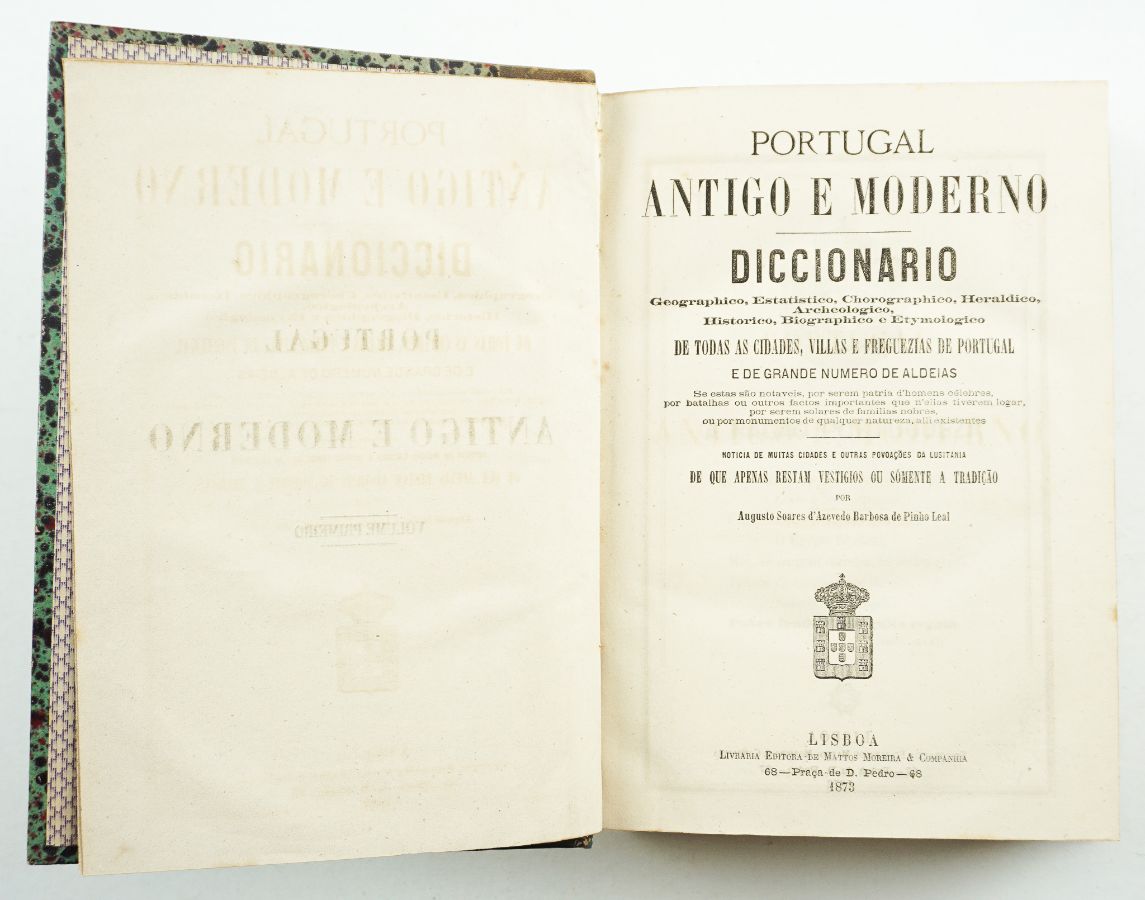 PORTUGAL
ANTIGO E MODERNO
DICCIONARIO
Geographico, Estatistico, Chorographico, Heraldico,
Archeologico,
Historico, Biographico e Etymologico
DE TODAS AS CIDADES, VILLAS E FREGUEZIAS DE PORTUGAL
E DE GRANDE NUMERO DE ALDEIAS
Se estas são notaveis, por serem patria d'homens célebres,
por batalhas ou outros factos importantes que n'ellas tiverem logar,
por serem solares de familias nobres,
ou por monumentos de qualquer natureza, alli existentes
NOTICIA DE MUITAS CIDADES E OUTRAS POVOAÇÕES DA LUSITANIA
DE QUE APENAS RESTAM VESTIGIOS OU SÓMENTE A TRADIÇÃO
POR
Augusto Soares d'Azevedo Barbosa de Pinho Leal
LISBOA
LIVRARIA EDITORA DE MATTOS MOREIRA & COMPANHIA
68—Praça de D. Pedro—68
1873